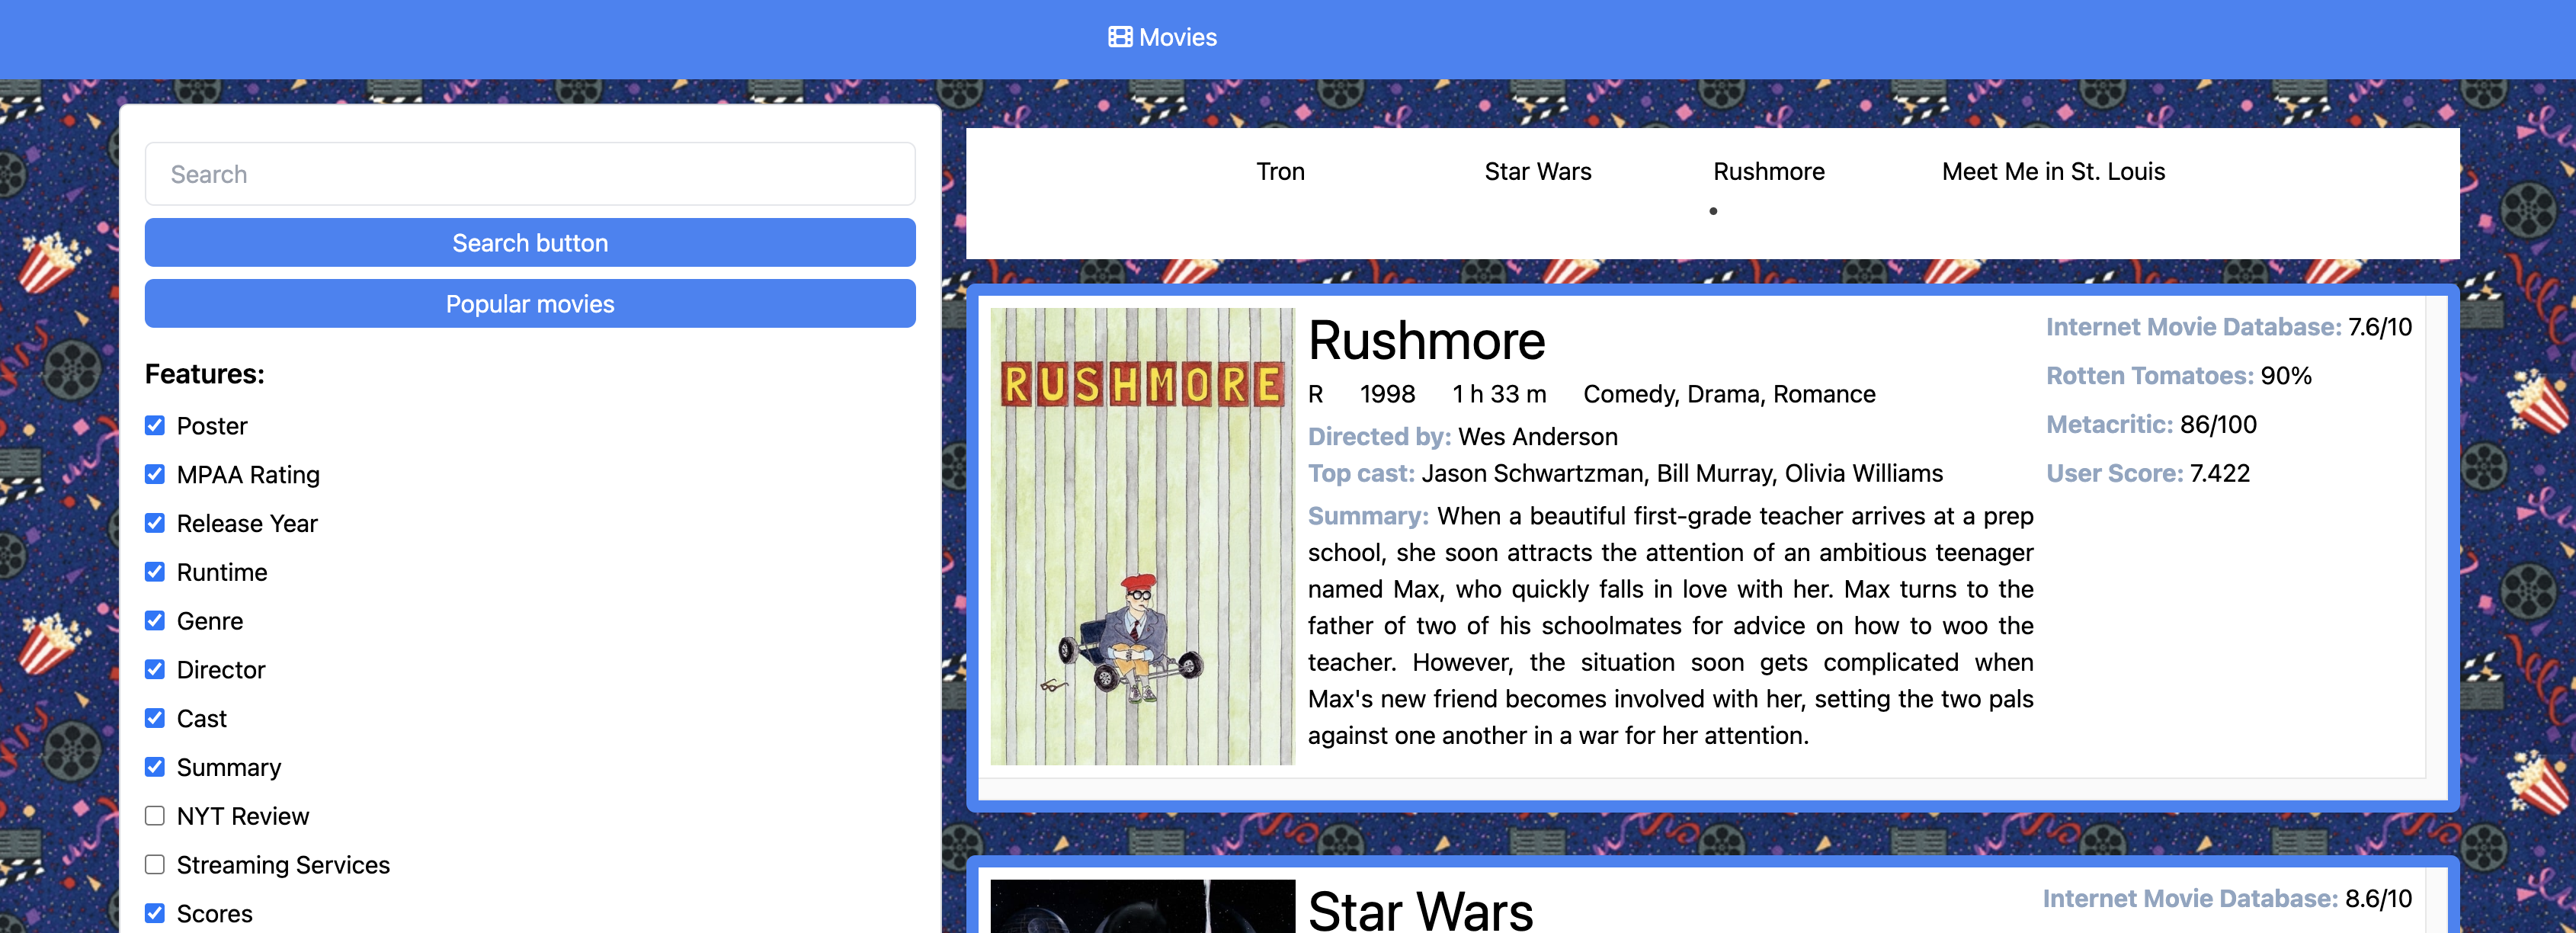 Movies
Search
Search button
Popular movies
Features:
Poster
MPAA Rating
Release Year
Runtime
Genre
Director
Cast
Summary
NYT Review
Streaming Services
Scores
Tron Star Wars Rushmore Meet Me in St. Louis
RUSHMORE
Rushmore
R 1998 1 h 33 m Comedy, Drama, Romance
Directed by: Wes Anderson
Top cast: Jason Schwartzman, Bill Murray, Olivia Williams
Summary: When a beautiful first-grade teacher arrives at a prep
school, she soon attracts the attention of an ambitious teenager
named Max, who quickly falls in love with her. Max turns to the
father of two of his schoolmates for advice on how to woo the
teacher. However, the situation soon gets complicated when
Max's new friend becomes involved with her, setting the two pals
against one another in a war for her attention.
Internet Movie Database: 7.6/10
Rotten Tomatoes: 90%
Metacritic: 86/100
User Score: 7.422
Star Wars
Internet Movie Database: 8.6/10